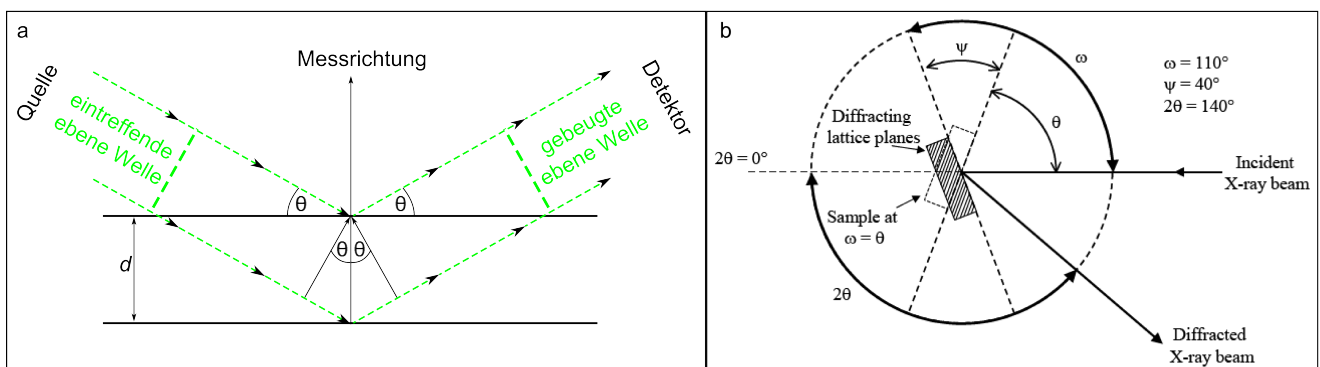 a
Messrichtung
Quelle
eintreffende
ebene Welle
gebeugte
ebene Welle
Detektor
θ
θ
θ θ
d
b
ψ
ω
ω = 110°
ψ = 40°
2θ = 140°
θ
Diffracting
lattice planes
2θ = 0°
Incident
X-ray beam
Sample at
ω = θ
2θ
Diffracted
X-ray beam